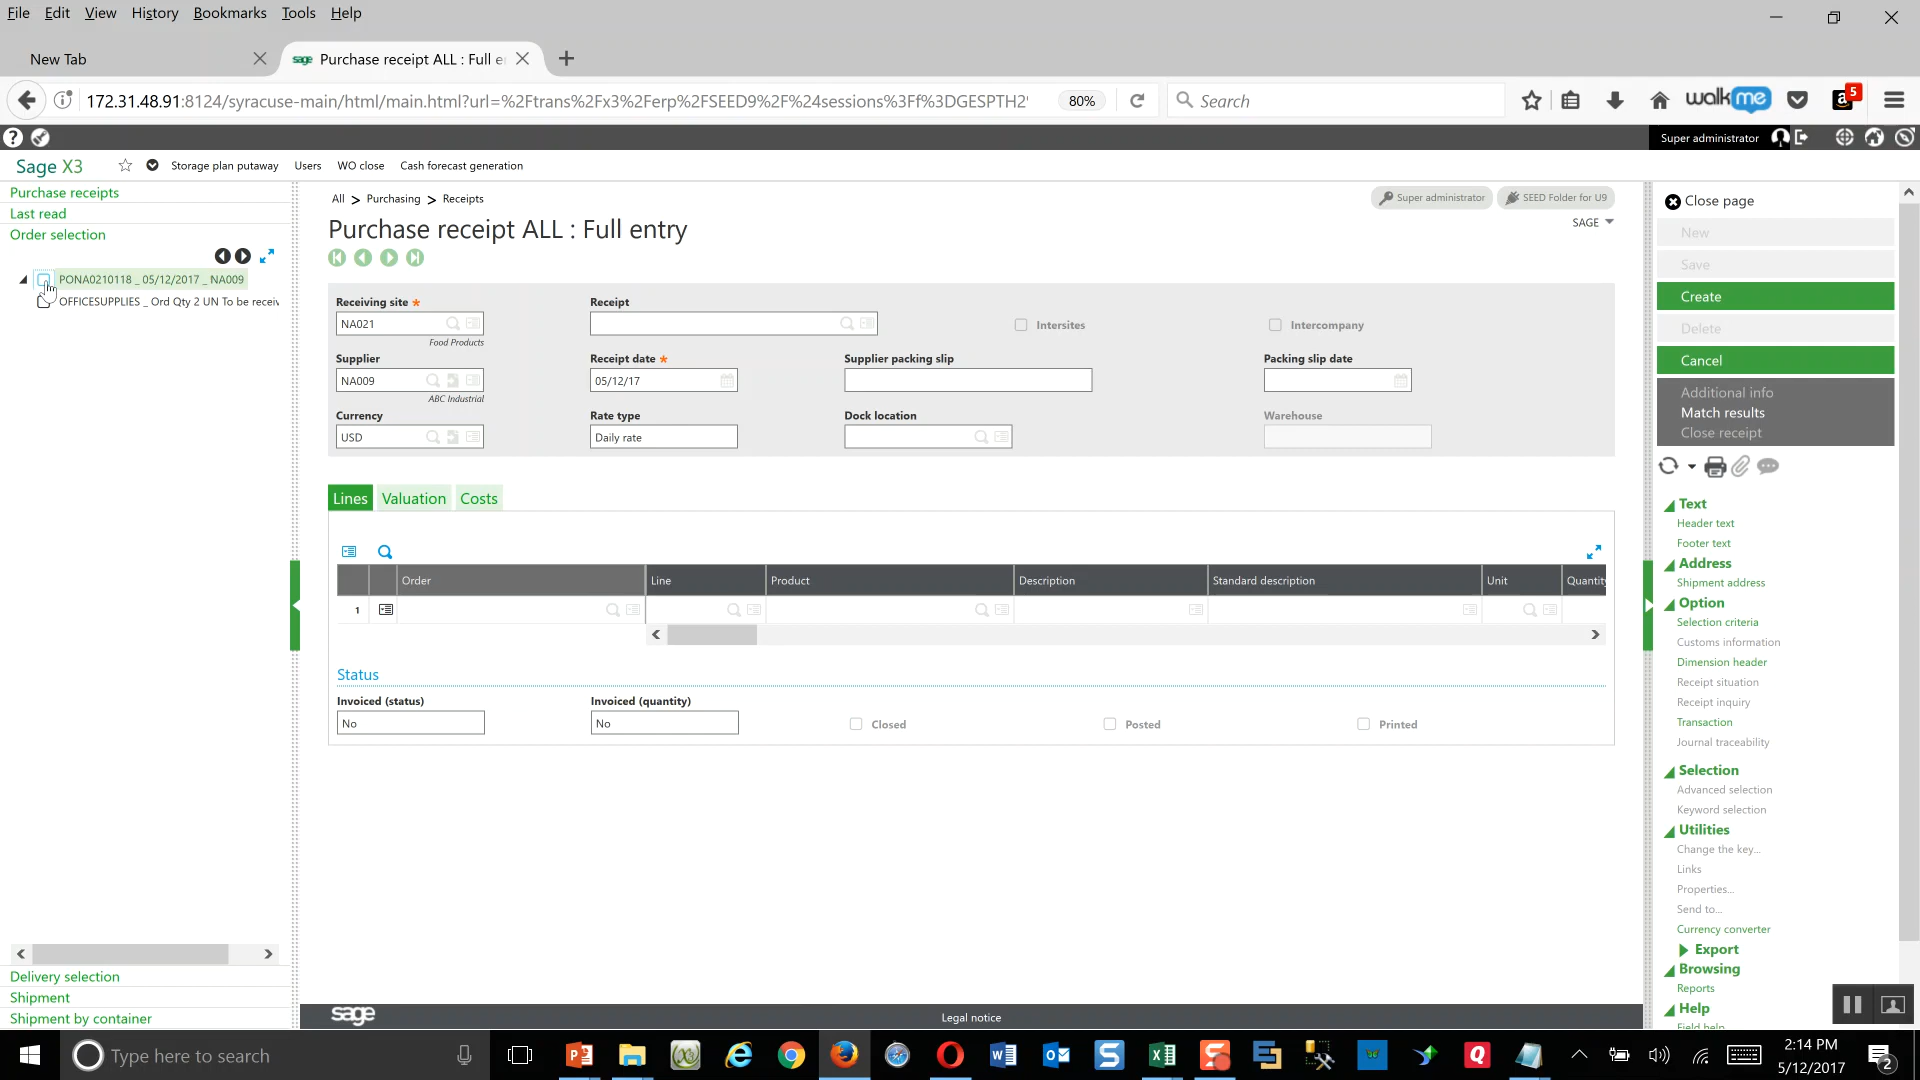 File Edit View History Bookmarks Tools Help
New Tab
sage Purchase receipt ALL : Full e
172.31.48.91:8124/syracuse-main/html/main.html?url=%2Ftrans%2Fx3%2Ferp%2FSEED9%2F%24sessions%3Ff%3DGESPTH2
80%
Search
walkme
a 5
Super administrator
Sage X3
Storage plan putaway Users WO close Cash forecast generation
Purchase receipts
Last read
Order selection
PONA0210118 _ 05/12/2017 _ NA009
OFFICESUPPLIES _ Ord Qty 2 UN To be receiv
Delivery selection
Shipment
Shipment by container
All > Purchasing > Receipts
Super administrator
SEED Folder for U9
SAGE
Purchase receipt ALL : Full entry
Receiving site *
NA021
Food Products
Receipt
Intersites
Intercompany
Supplier
NA009
ABC Industrial
Receipt date *
05/12/17
Supplier packing slip
Packing slip date
Currency
USD
Rate type
Daily rate
Dock location
Warehouse
Lines Valuation Costs
Order Line Product Description Standard description Unit Quantity
1
Status
Invoiced (status)
No
Invoiced (quantity)
No
Closed
Posted
Printed
sage
Legal notice
Close page
New
Save
Create
Delete
Cancel
Additional info
Match results
Close receipt
Text
Header text
Footer text
Address
Shipment address
Option
Selection criteria
Customs information
Dimension header
Receipt situation
Receipt inquiry
Transaction
Journal traceability
Selection
Advanced selection
Keyword selection
Utilities
Change the key...
Links
Properties...
Send to...
Currency converter
Export
Browsing
Reports
Help
Field help
Type here to search
2:14 PM
5/12/2017
2